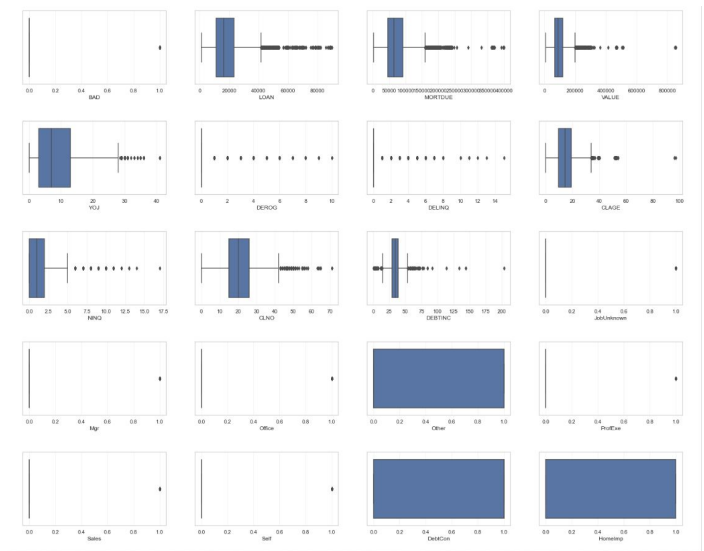 0.0 0.2 0.4 0.6 0.8 1.0
BAD
0 20000 40000 60000 80000
LOAN
0 50000 100000 150000 200000 250000 300000 350000 400000
MORTDUE
0 200000 400000 600000 800000
VALUE
0 10 20 30 40
YOJ
0 2 4 6 8 10
DEROG
0 2 4 6 8 10 12 14
DELINQ
0 20 40 60 80 100
CLAGE
0.0 2.5 5.0 7.5 10.0 12.5 15.0 17.5
NINQ
0 10 20 30 40 50 60 70
CLNO
0 25 50 75 100 125 150 175 200
DEBTINC
0.0 0.2 0.4 0.6 0.8 1.0
JobUnknown
0.0 0.2 0.4 0.6 0.8 1.0
Mgr
0.0 0.2 0.4 0.6 0.8 1.0
Office
0.0 0.2 0.4 0.6 0.8 1.0
Other
0.0 0.2 0.4 0.6 0.8 1.0
ProfExe
0.0 0.2 0.4 0.6 0.8 1.0
Sales
0.0 0.2 0.4 0.6 0.8 1.0
Self
0.0 0.2 0.4 0.6 0.8 1.0
DebtCon
0.0 0.2 0.4 0.6 0.8 1.0
HomeImp